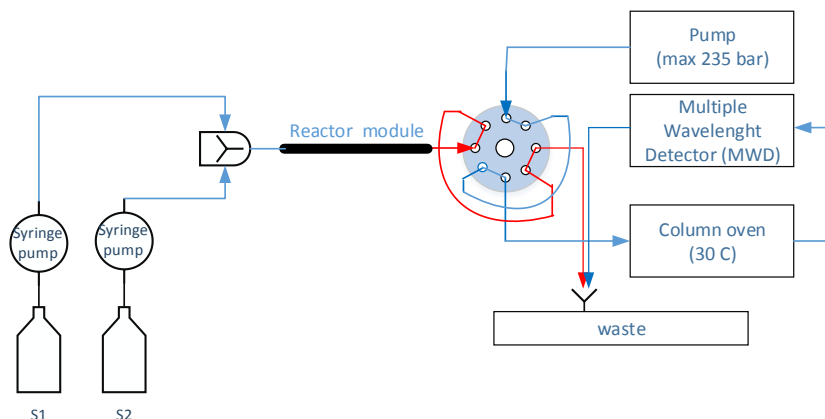 Pump
(max 235 bar)
Multiple
Wavelenght
Detector (MWD)
Reactor module
Syringe
pump
Syringe
pump
Column oven
(30 C)
waste
S1
S2